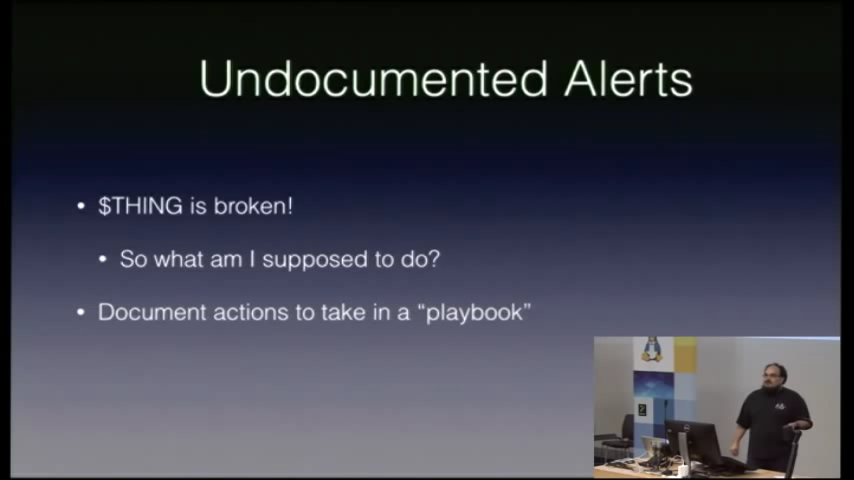 Undocumented Alerts
• $THING is broken!
• So what am I supposed to do?
• Document actions to take in a “playbook”